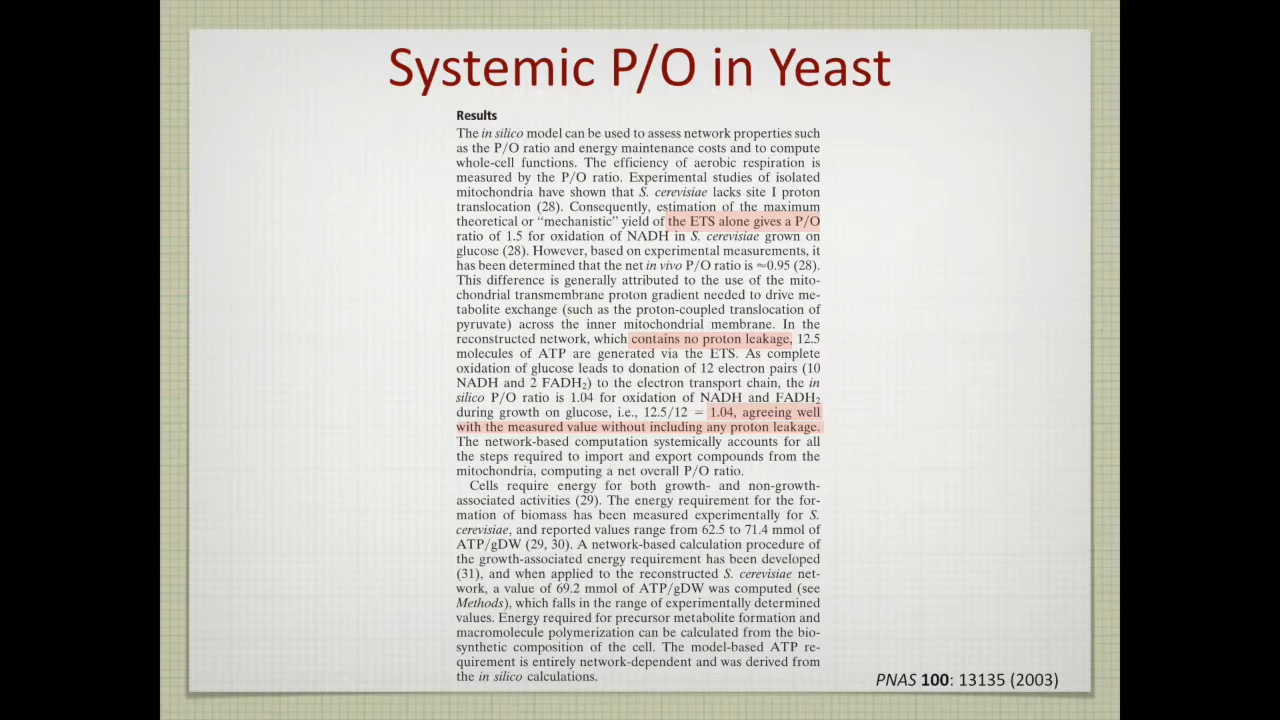 Systemic P/O in Yeast
Results
The in silico model can be used to assess network properties such
as the P/O ratio and energy maintenance costs and to compute
whole-cell functions. The efficiency of aerobic respiration is
measured by the P/O ratio. Experimental studies of isolated
mitochondria have shown that S. cerevisiae lacks site I proton
translocation (28). Consequently, estimation of the maximum
theoretical or “mechanistic” yield of the ETS alone gives a P/O
ratio of 1.5 for oxidation of NADH in S. cerevisiae grown on
glucose (28). However, based on experimental measurements, it
has been determined that the net in vivo P/O ratio is ≈0.95 (28).
This difference is generally attributed to the use of the mito-
chondrial transmembrane proton gradient needed to drive me-
tabolite exchange (such as the proton-coupled translocation of
pyruvate) across the inner mitochondrial membrane. In the
reconstructed network, which contains no proton leakage, 12.5
molecules of ATP are generated via the ETS. As complete
oxidation of glucose leads to donation of 12 electron pairs (10
NADH and 2 FADH₂) to the electron transport chain, the in
silico P/O ratio is 1.04 for oxidation of NADH and FADH₂
during growth on glucose, i.e., 12.5/12 = 1.04, agreeing well
with the measured value without including any proton leakage.
The network-based computation systemically accounts for all
the steps required to import and export compounds from the
mitochondria, computing a net overall P/O ratio.
Cells require energy for both growth- and non-growth-
associated activities (29). The energy requirement for the for-
mation of biomass has been measured experimentally for S.
cerevisiae, and reported values range from 62.5 to 71.4 mmol of
ATP/gDW (29, 30). A network-based calculation procedure of
the growth-associated energy requirement has been developed
(31), and when applied to the reconstructed S. cerevisiae net-
work, a value of 69.2 mmol of ATP/gDW was computed (see
Methods), which falls in the range of experimentally determined
values. Energy required for precursor metabolite formation and
macromolecule polymerization can be calculated from the bio-
synthetic composition of the cell. The model-based ATP re-
quirement is entirely network-dependent and was derived from
the in silico calculations.
PNAS 100: 13135 (2003)